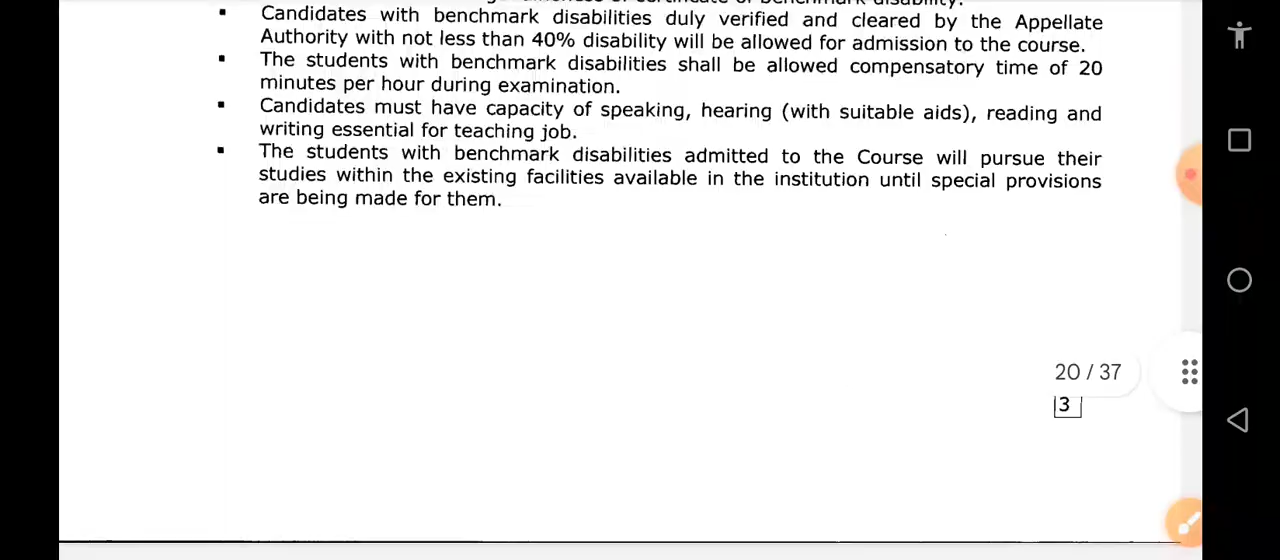 ▪ Candidates with benchmark disabilities duly verified and cleared by the Appellate
Authority with not less than 40% disability will be allowed for admission to the course.
▪ The students with benchmark disabilities shall be allowed compensatory time of 20
minutes per hour during examination.
▪ Candidates must have capacity of speaking, hearing (with suitable aids), reading and
writing essential for teaching job.
▪ The students with benchmark disabilities admitted to the Course will pursue their
studies within the existing facilities available in the institution until special provisions
are being made for them.
20 / 37
3